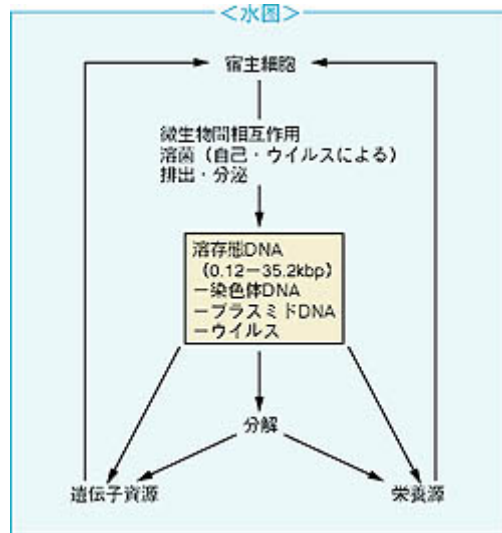 ＜水圏＞
宿主細胞
微生物間相互作用
溶菌（自己・ウイルスによる）
排出・分泌
溶存態DNA
（0.12－35.2kbp）
－染色体DNA
－プラスミドDNA
－ウイルス
分解
遺伝子資源
栄養源